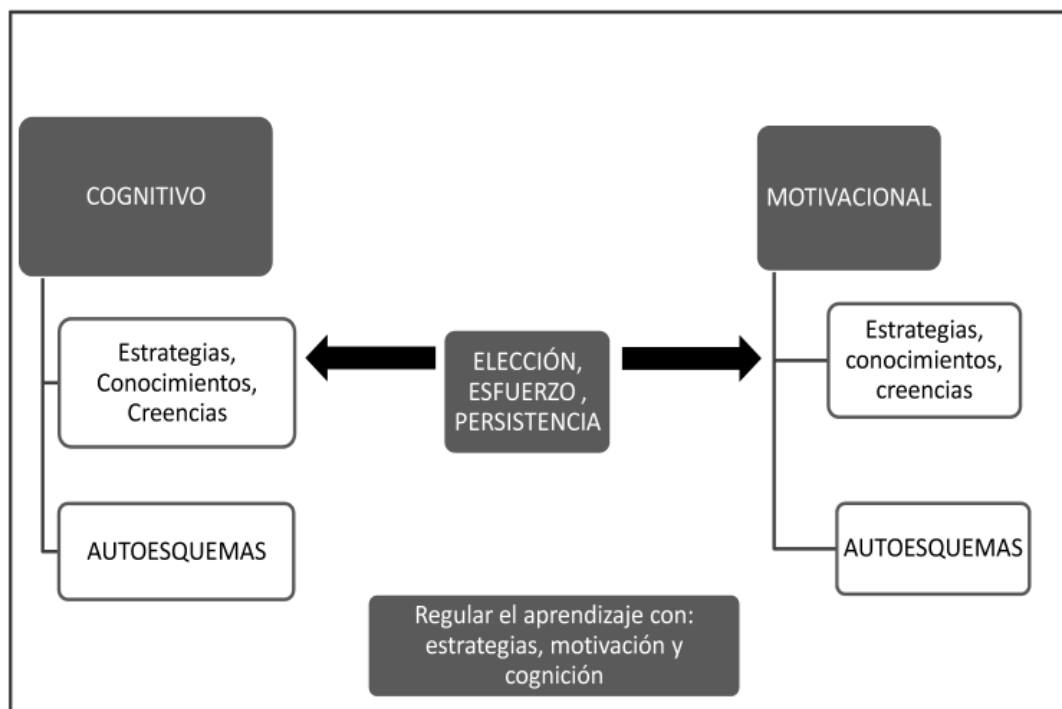 COGNITIVO
Estrategias,
Conocimientos,
Creencias
AUTOESQUEMAS
ELECCIÓN,
ESFUERZO ,
PERSISTENCIA
MOTIVACIONAL
Estrategias,
conocimientos,
creencias
AUTOESQUEMAS
Regular el aprendizaje con:
estrategias, motivación y
cognición